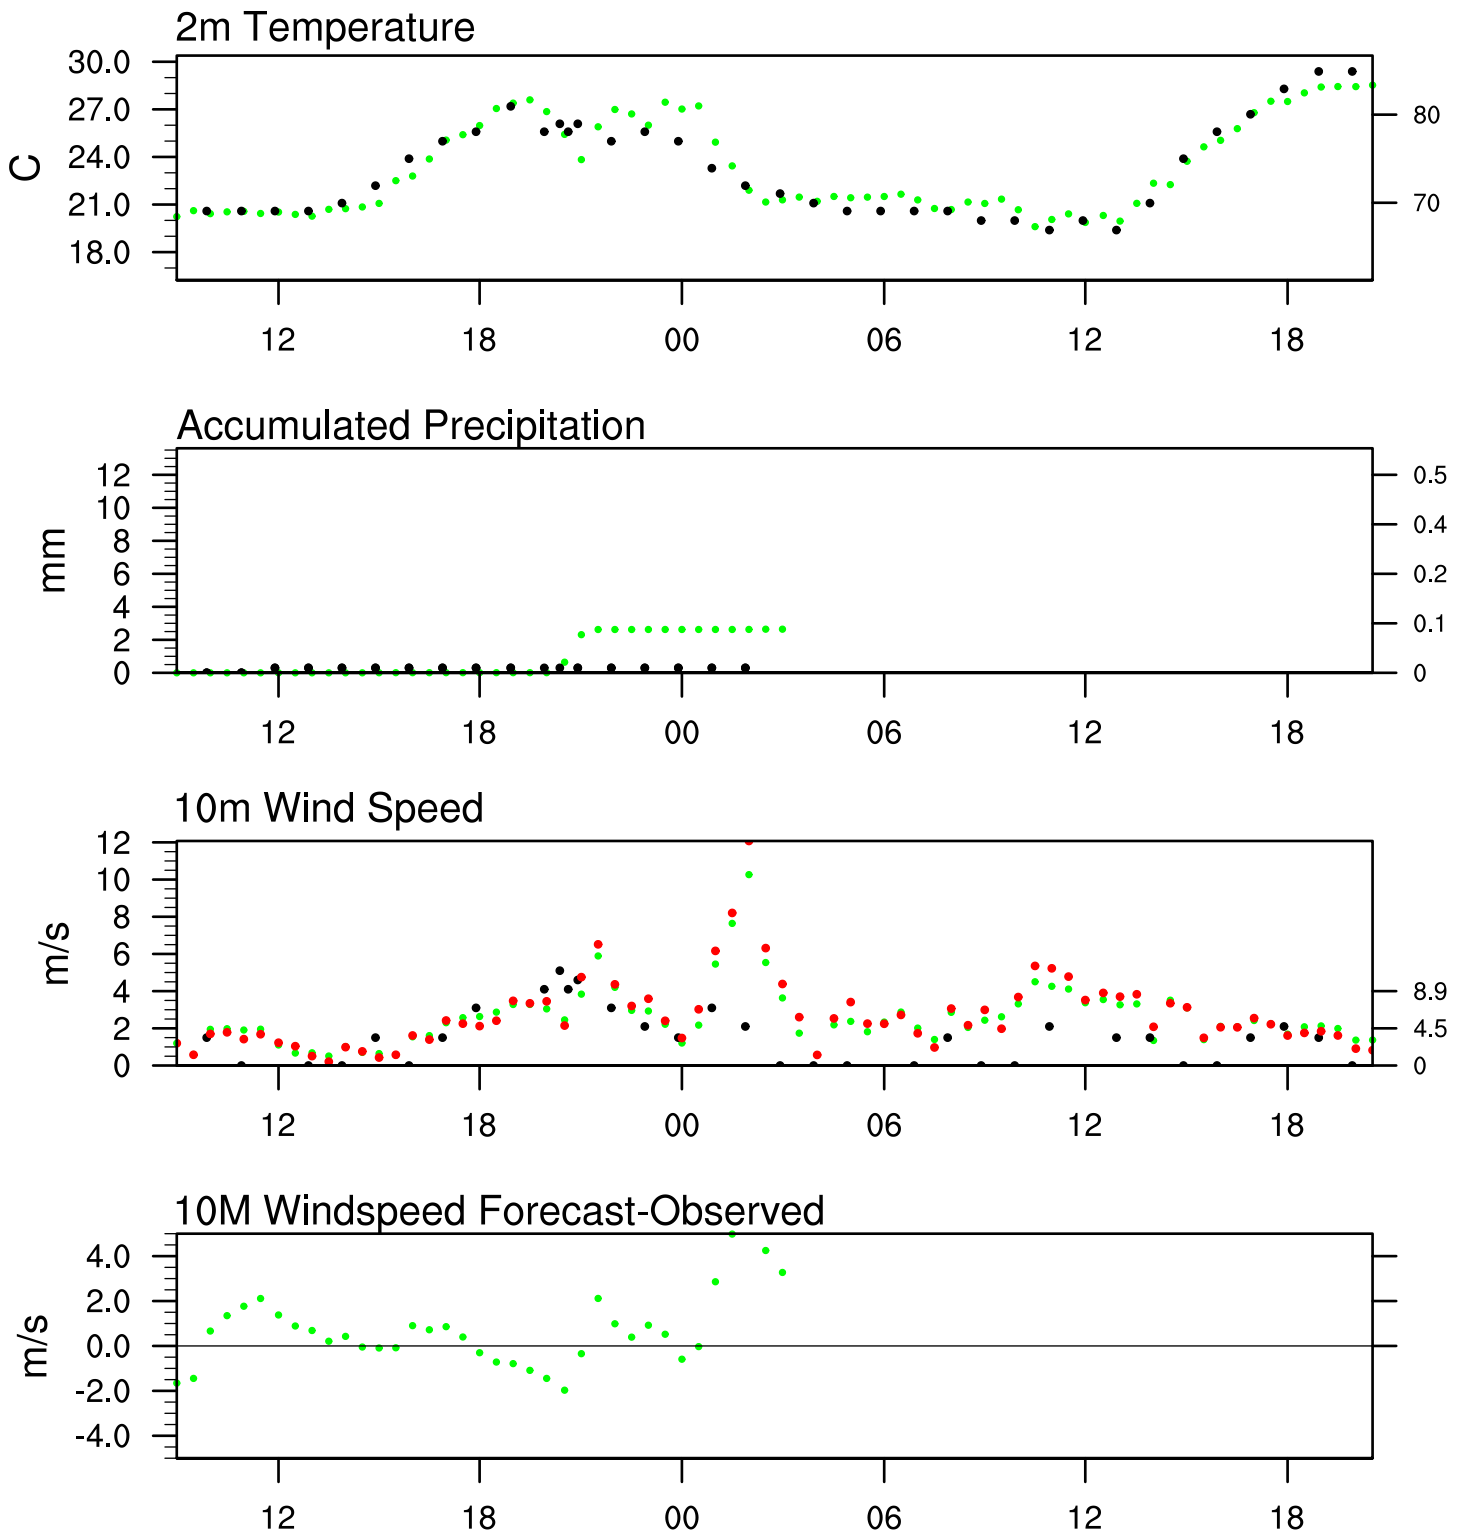 2m Temperature
30.0
27.0
24.0
21.0
18.0
C
80
70
12 18 00 06 12 18
Accumulated Precipitation
12
10
8
6
4
2
0
mm
0.5
0.4
0.2
0.1
0
12 18 00 06 12 18
10m Wind Speed
12
10
8
6
4
2
0
m/s
8.9
4.5
0
12 18 00 06 12 18
10M Windspeed Forecast-Observed
4.0
2.0
0.0
-2.0
-4.0
m/s
12 18 00 06 12 18